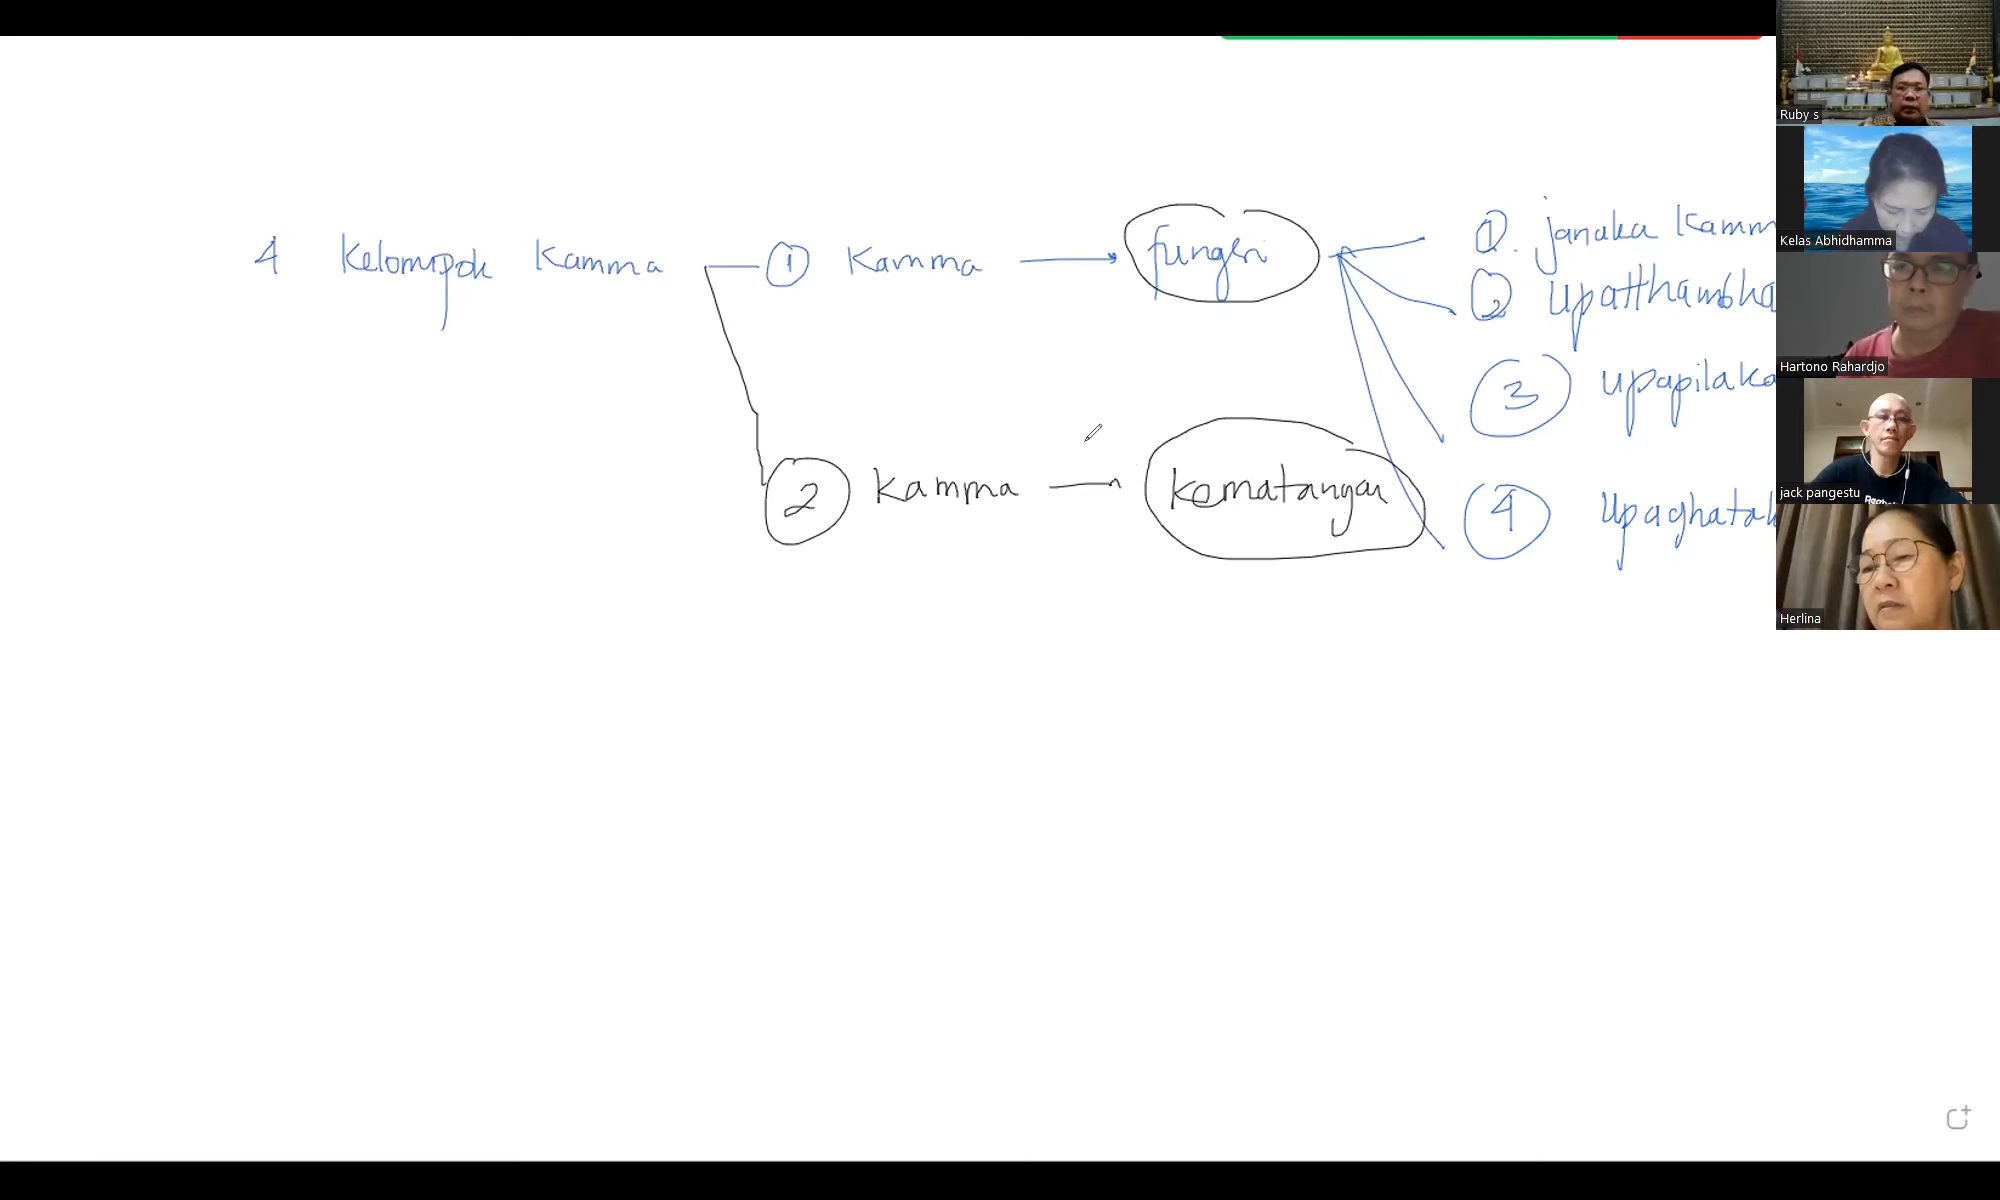 4 Kelompok Kamma
① Kamma
fungsi
①. janaka Kamm
② upatthambha
③ upapilaka
② Kamma
kematangan
④ upaghatak
Ruby s
Kelas Abhidhamma
Hartono Rahardjo
jack pangestu
Herlina